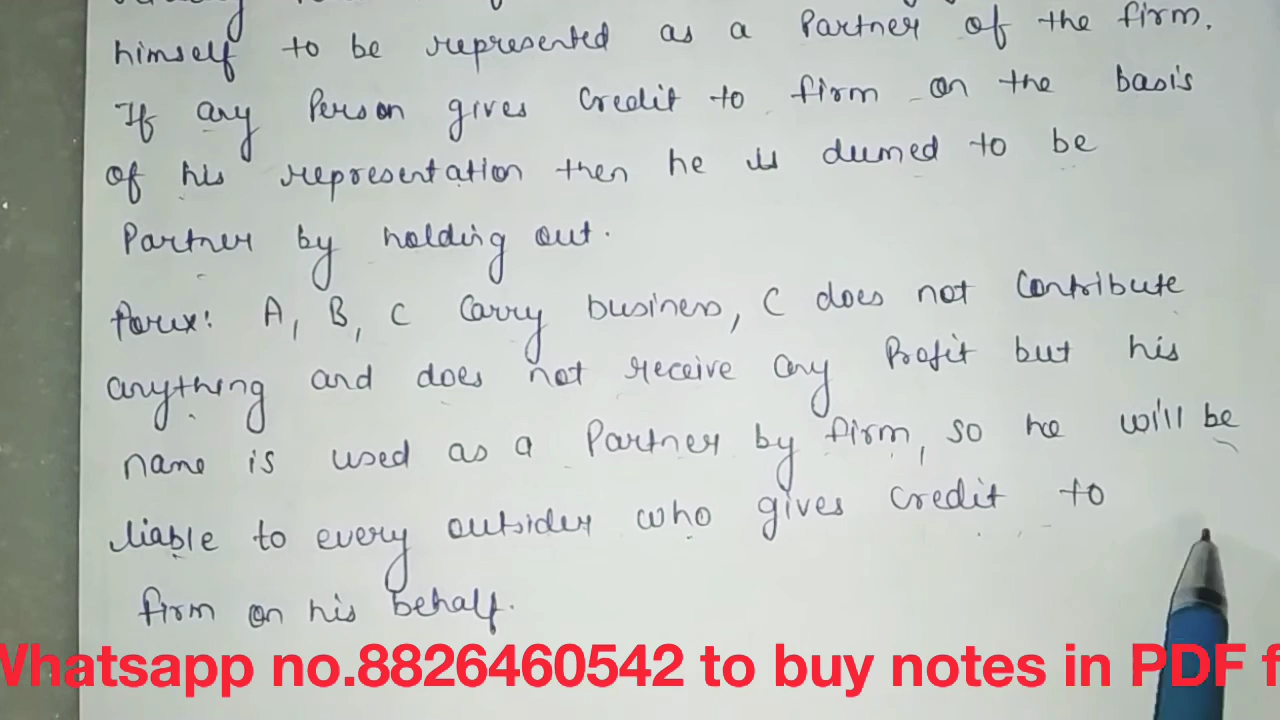 himself to be represented as a Partner of the firm.
If any Person gives Credit to firm on the basis
of his representation then he is dumed to be
Partner by holding out.
A, B, C Carry business, C does not Contribute
anything and does not receive any Profit but his
name is used as a Partner by firm, so he will be
liable to every outsider who gives credit to
firm on his behalf.
Whatsapp no.8826460542 to buy notes in PDF f